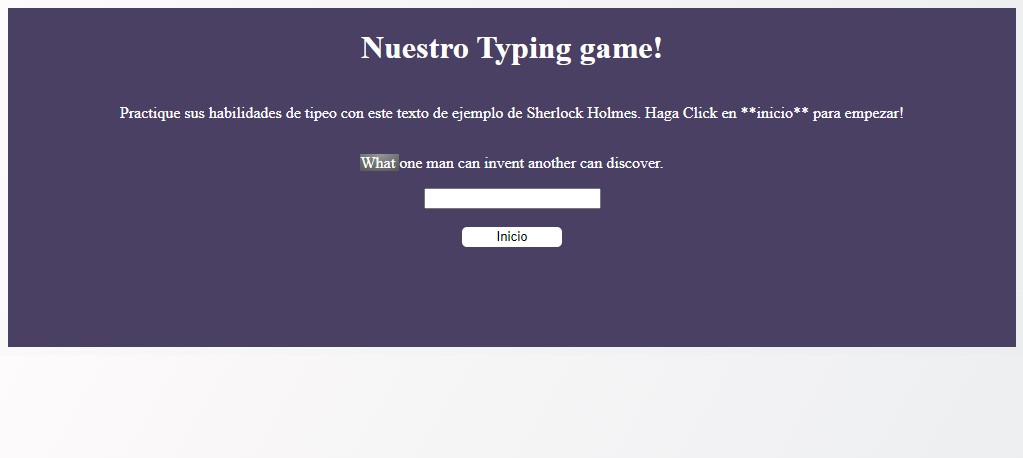 Nuestro Typing game!
Practique sus habilidades de tipeo con este texto de ejemplo de Sherlock Holmes. Haga Click en **inicio** para empezar!
What one man can invent another can discover.
Inicio